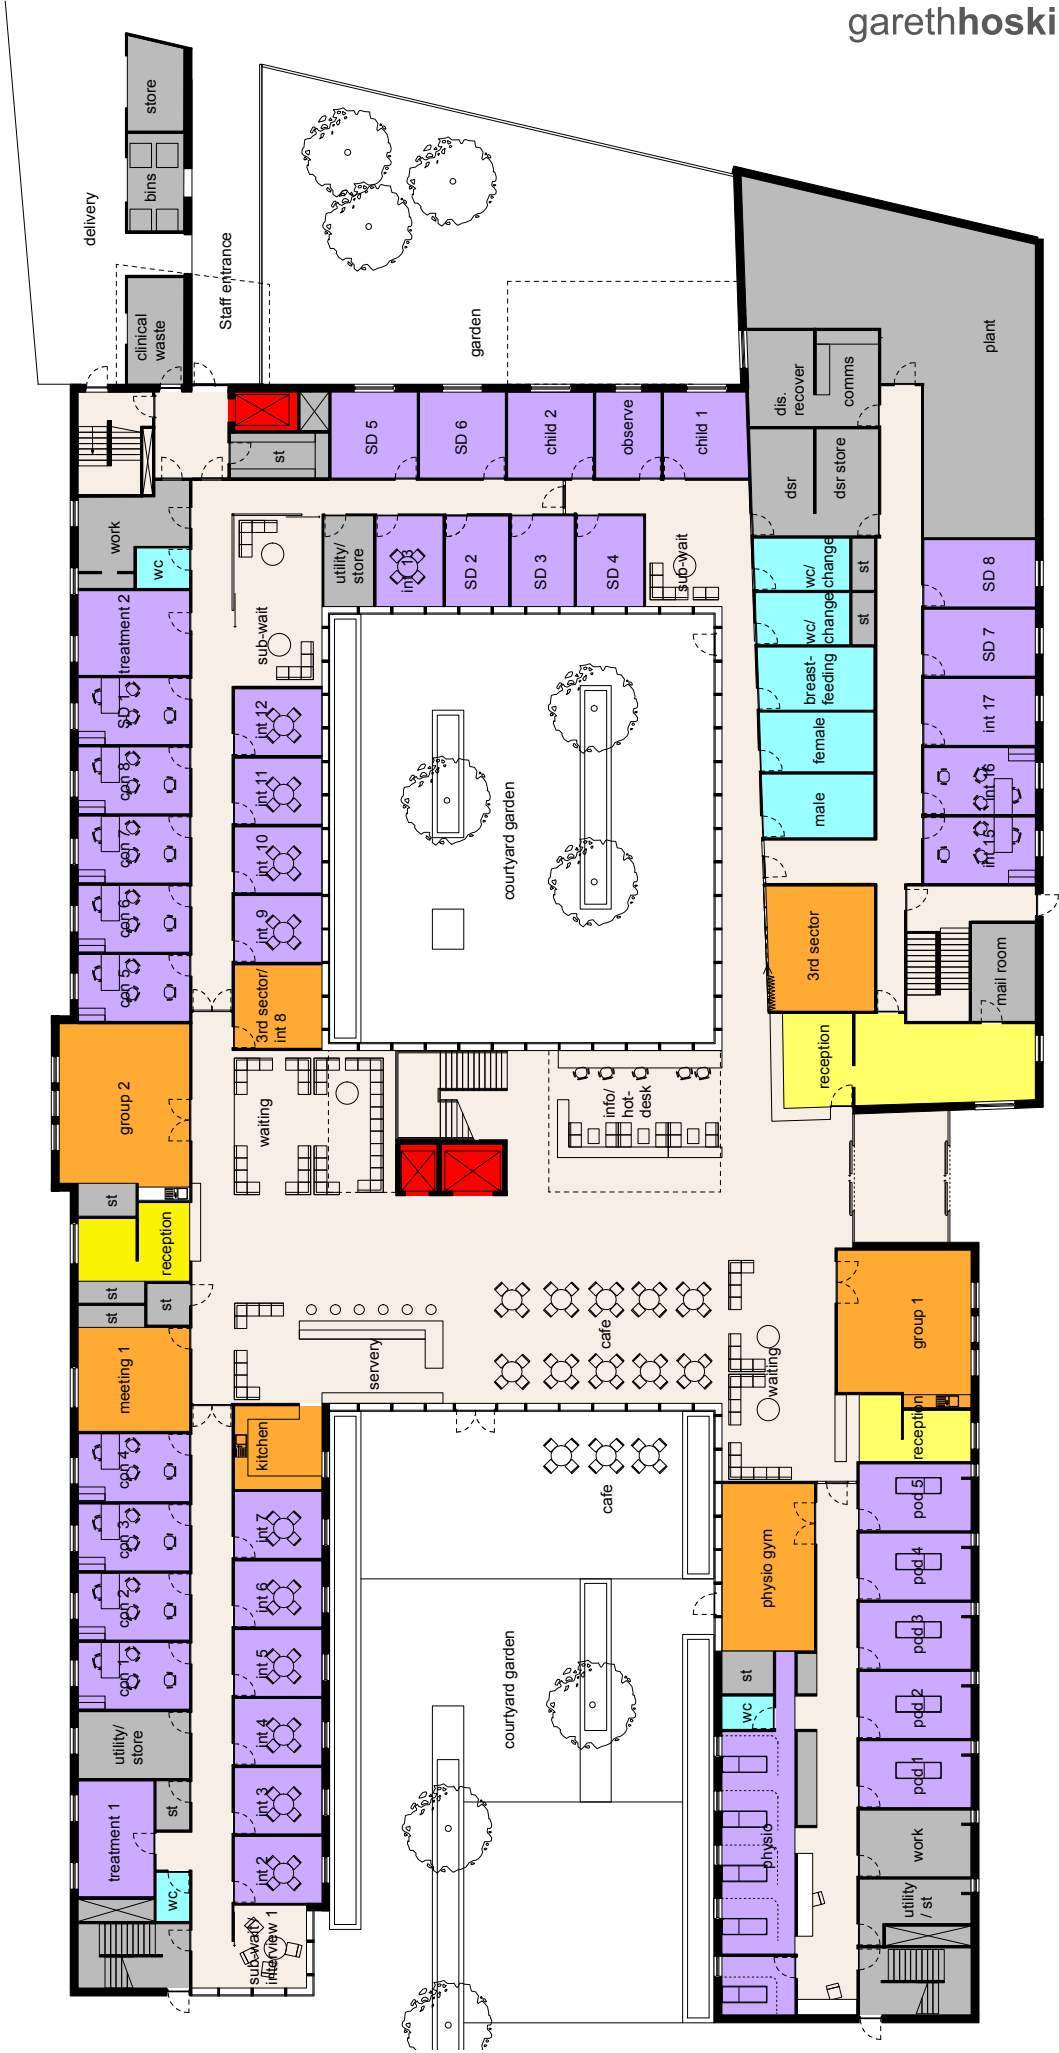 garethhoski
store
bins
delivery
Staff entrance
clinical
waste
garden
plant
dis.
recover
comms
st
SD 5
SD 6
child 2
observe
child 1
dsr
dsr store
work
wc
utility/
store
int 13
SD 2
SD 3
SD 4
sub-wait
wc/
change
st
SD 8
treatment 2
sub-wait
wc/
change
st
SD 7
SD 1
int 12
breast-
feeding
int 17
con 8
int 11
courtyard garden
female
int 16
con 7
int 10
male
int 15
con 6
int 9
3rd sector
con 5
3rd sector/
int 8
mail room
group 2
waiting
info/
hot-
desk
reception
st
reception
st
st
st
servery
cafe
waiting
group 1
meeting 1
kitchen
cafe
reception
con 4
con 3
con 2
con 1
int 7
int 6
int 5
int 4
int 3
int 2
physio gym
pod 5
pod 4
pod 3
pod 2
pod 1
courtyard garden
st
wc
utility/
store
treatment 1
st
wc
physio
work
utility
/ st
sub-wait/
interview 1